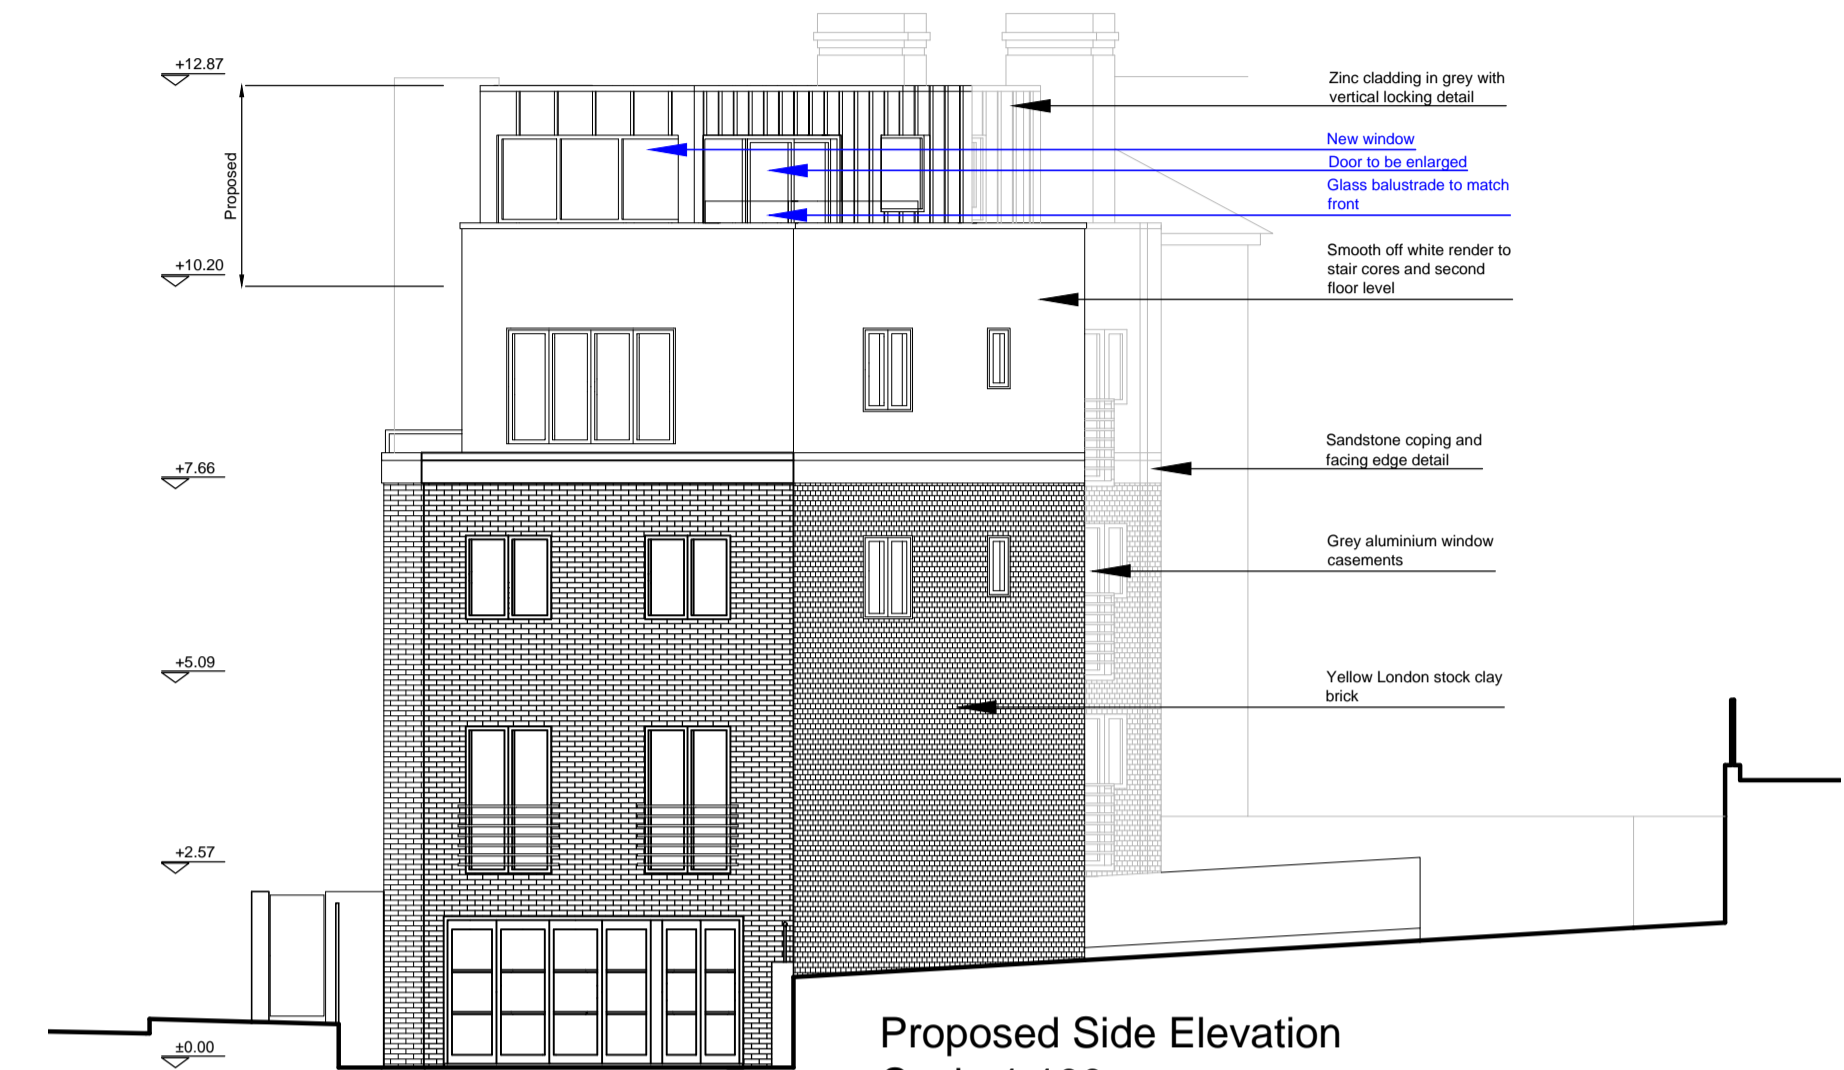 +12.87
Proposed
+10.20
+7.66
+5.09
+2.57
±0.00
Zinc cladding in grey with
vertical locking detail
New window
Door to be enlarged
Glass balustrade to match
front
Smooth off white render to
stair cores and second
floor level
Sandstone coping and
facing edge detail
Grey aluminium window
casements
Yellow London stock clay
brick
Proposed Side Elevation